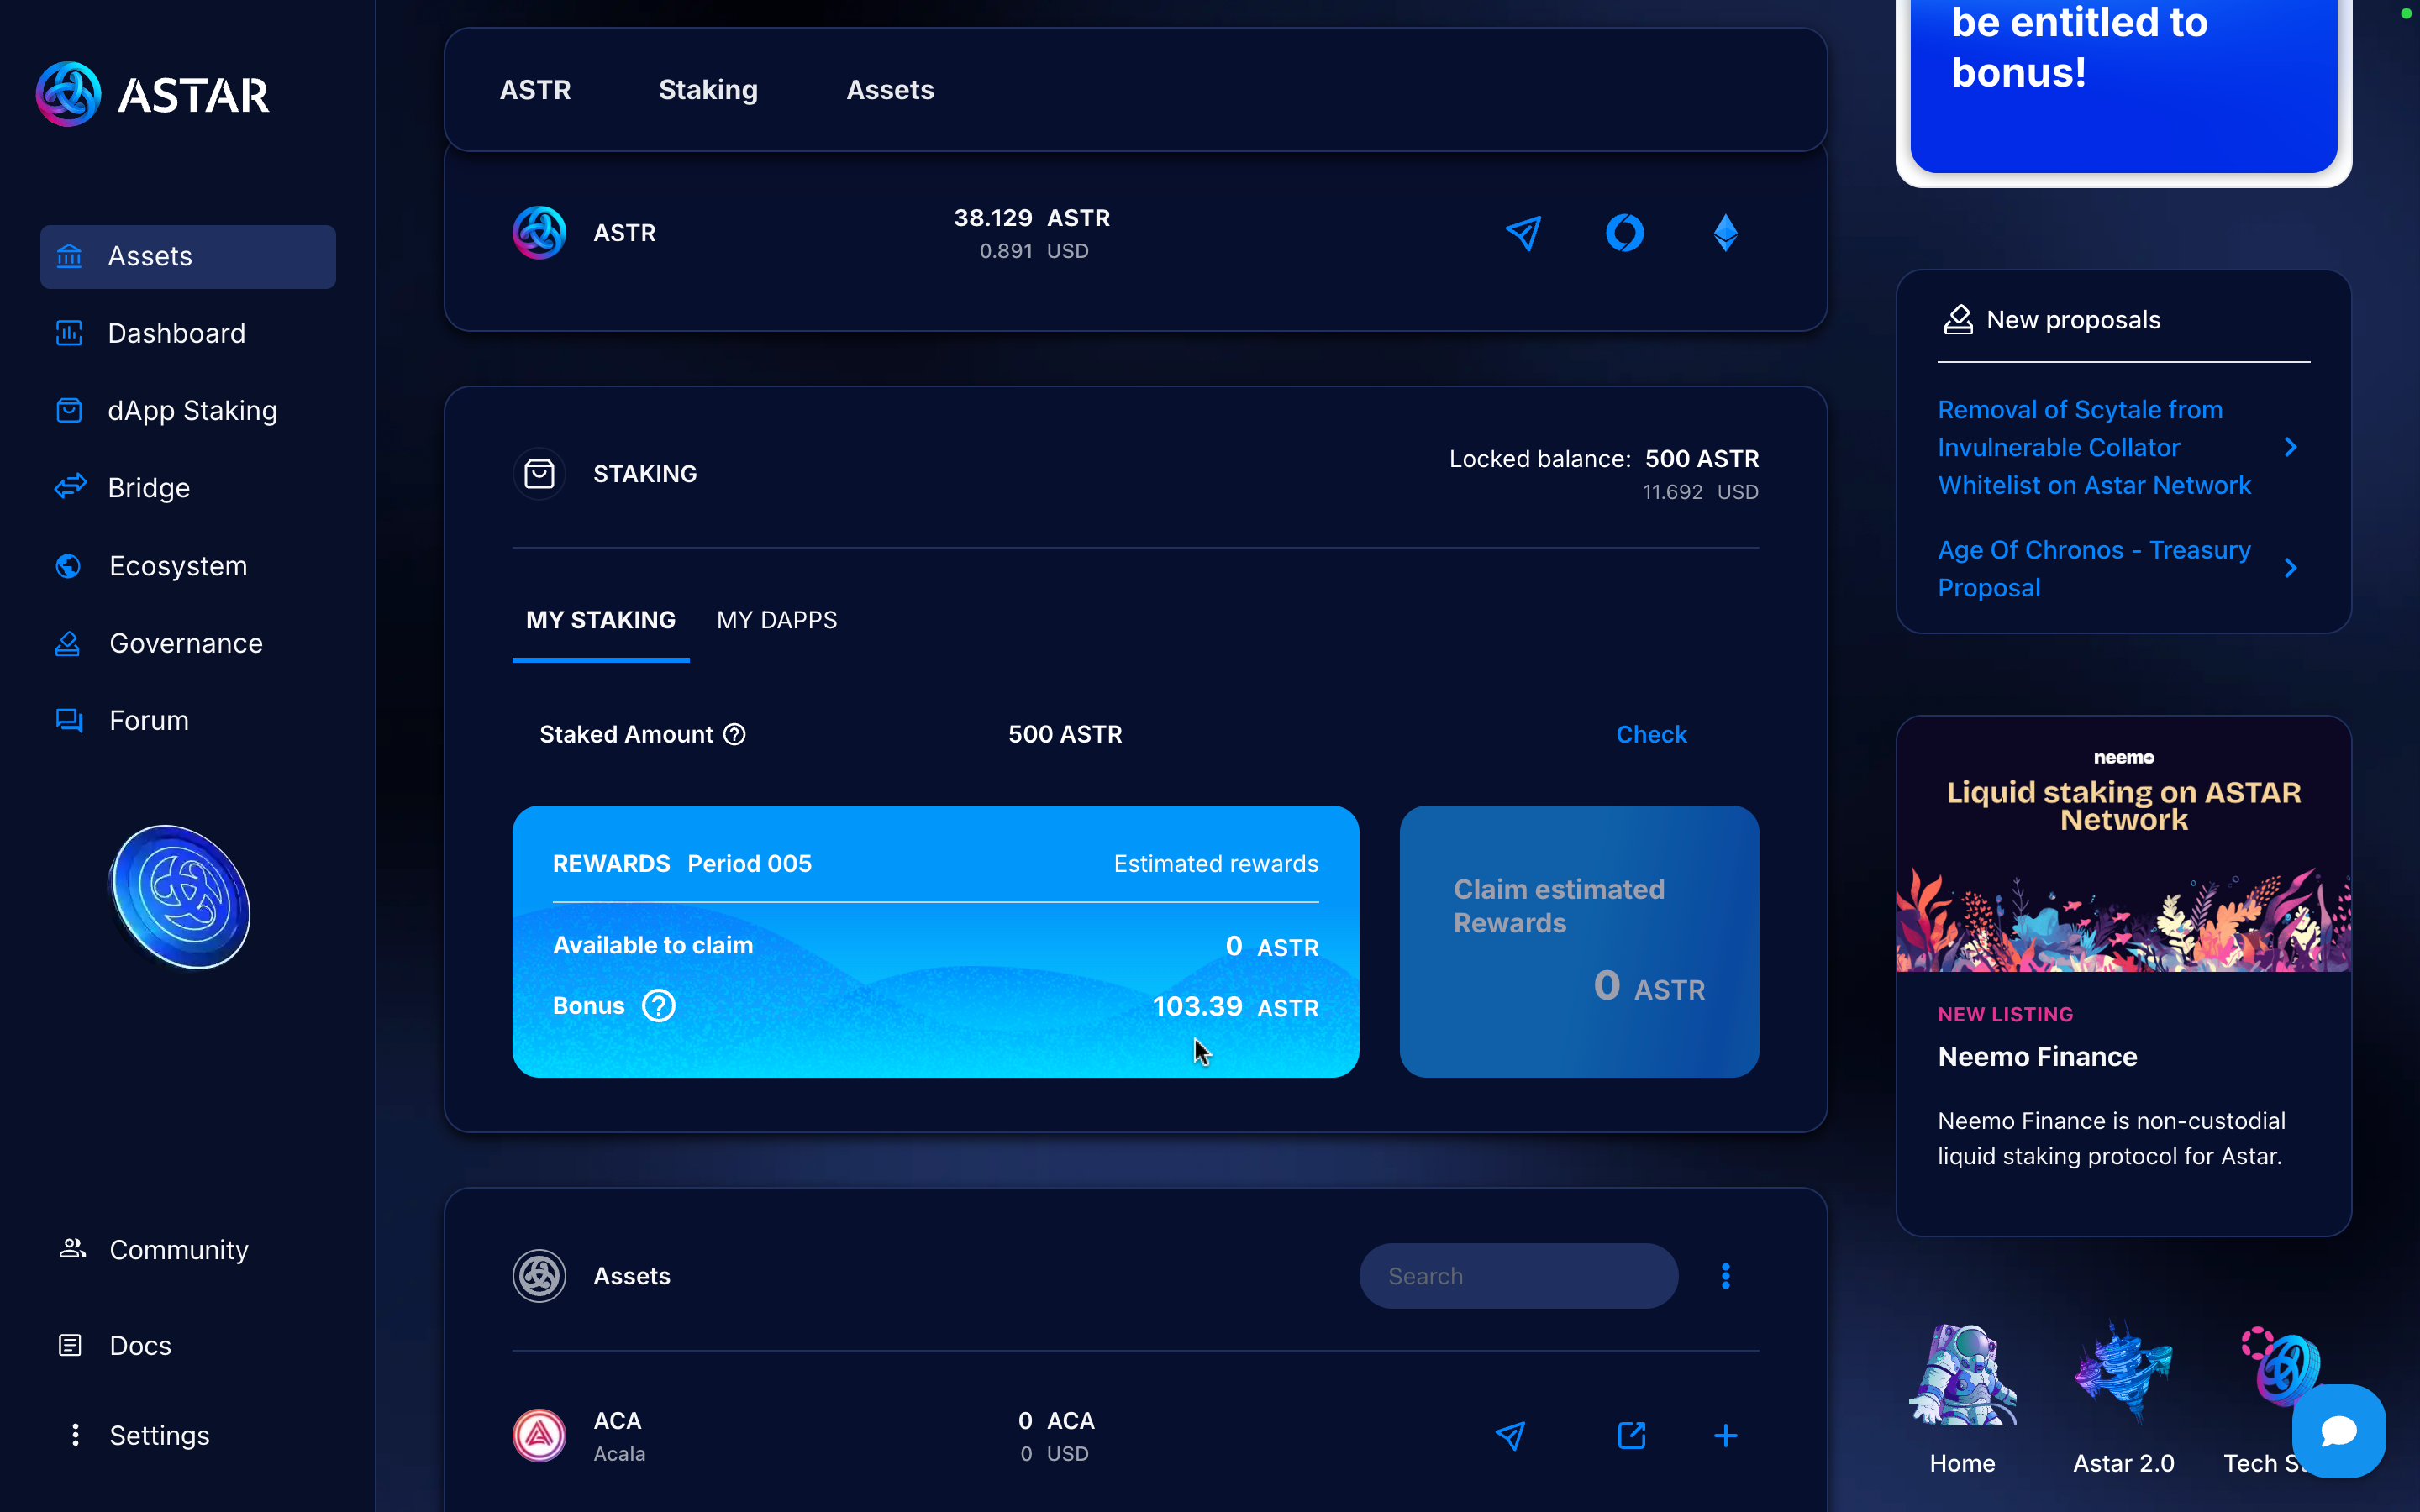 ASTAR
Assets
Dashboard
dApp Staking
Bridge
Ecosystem
Governance
Forum
Community
Docs
Settings
ASTR Staking Assets
ASTR
38.129 ASTR
0.891 USD
STAKING
Locked balance: 500 ASTR
11.692 USD
MY STAKING MY DAPPS
Staked Amount 500 ASTR Check
REWARDS Period 005 Estimated rewards
Available to claim 0 ASTR
Bonus 103.39 ASTR
Claim estimated
Rewards
0 ASTR
Assets
Search
ACA
Acala
0 ACA
0 USD
be entitled to
bonus!
New proposals
Removal of Scytale from
Invulnerable Collator
Whitelist on Astar Network
Age Of Chronos - Treasury
Proposal
neemo
Liquid staking on ASTAR
Network
NEW LISTING
Neemo Finance
Neemo Finance is non-custodial
liquid staking protocol for Astar.
Home
Astar 2.0
Tech